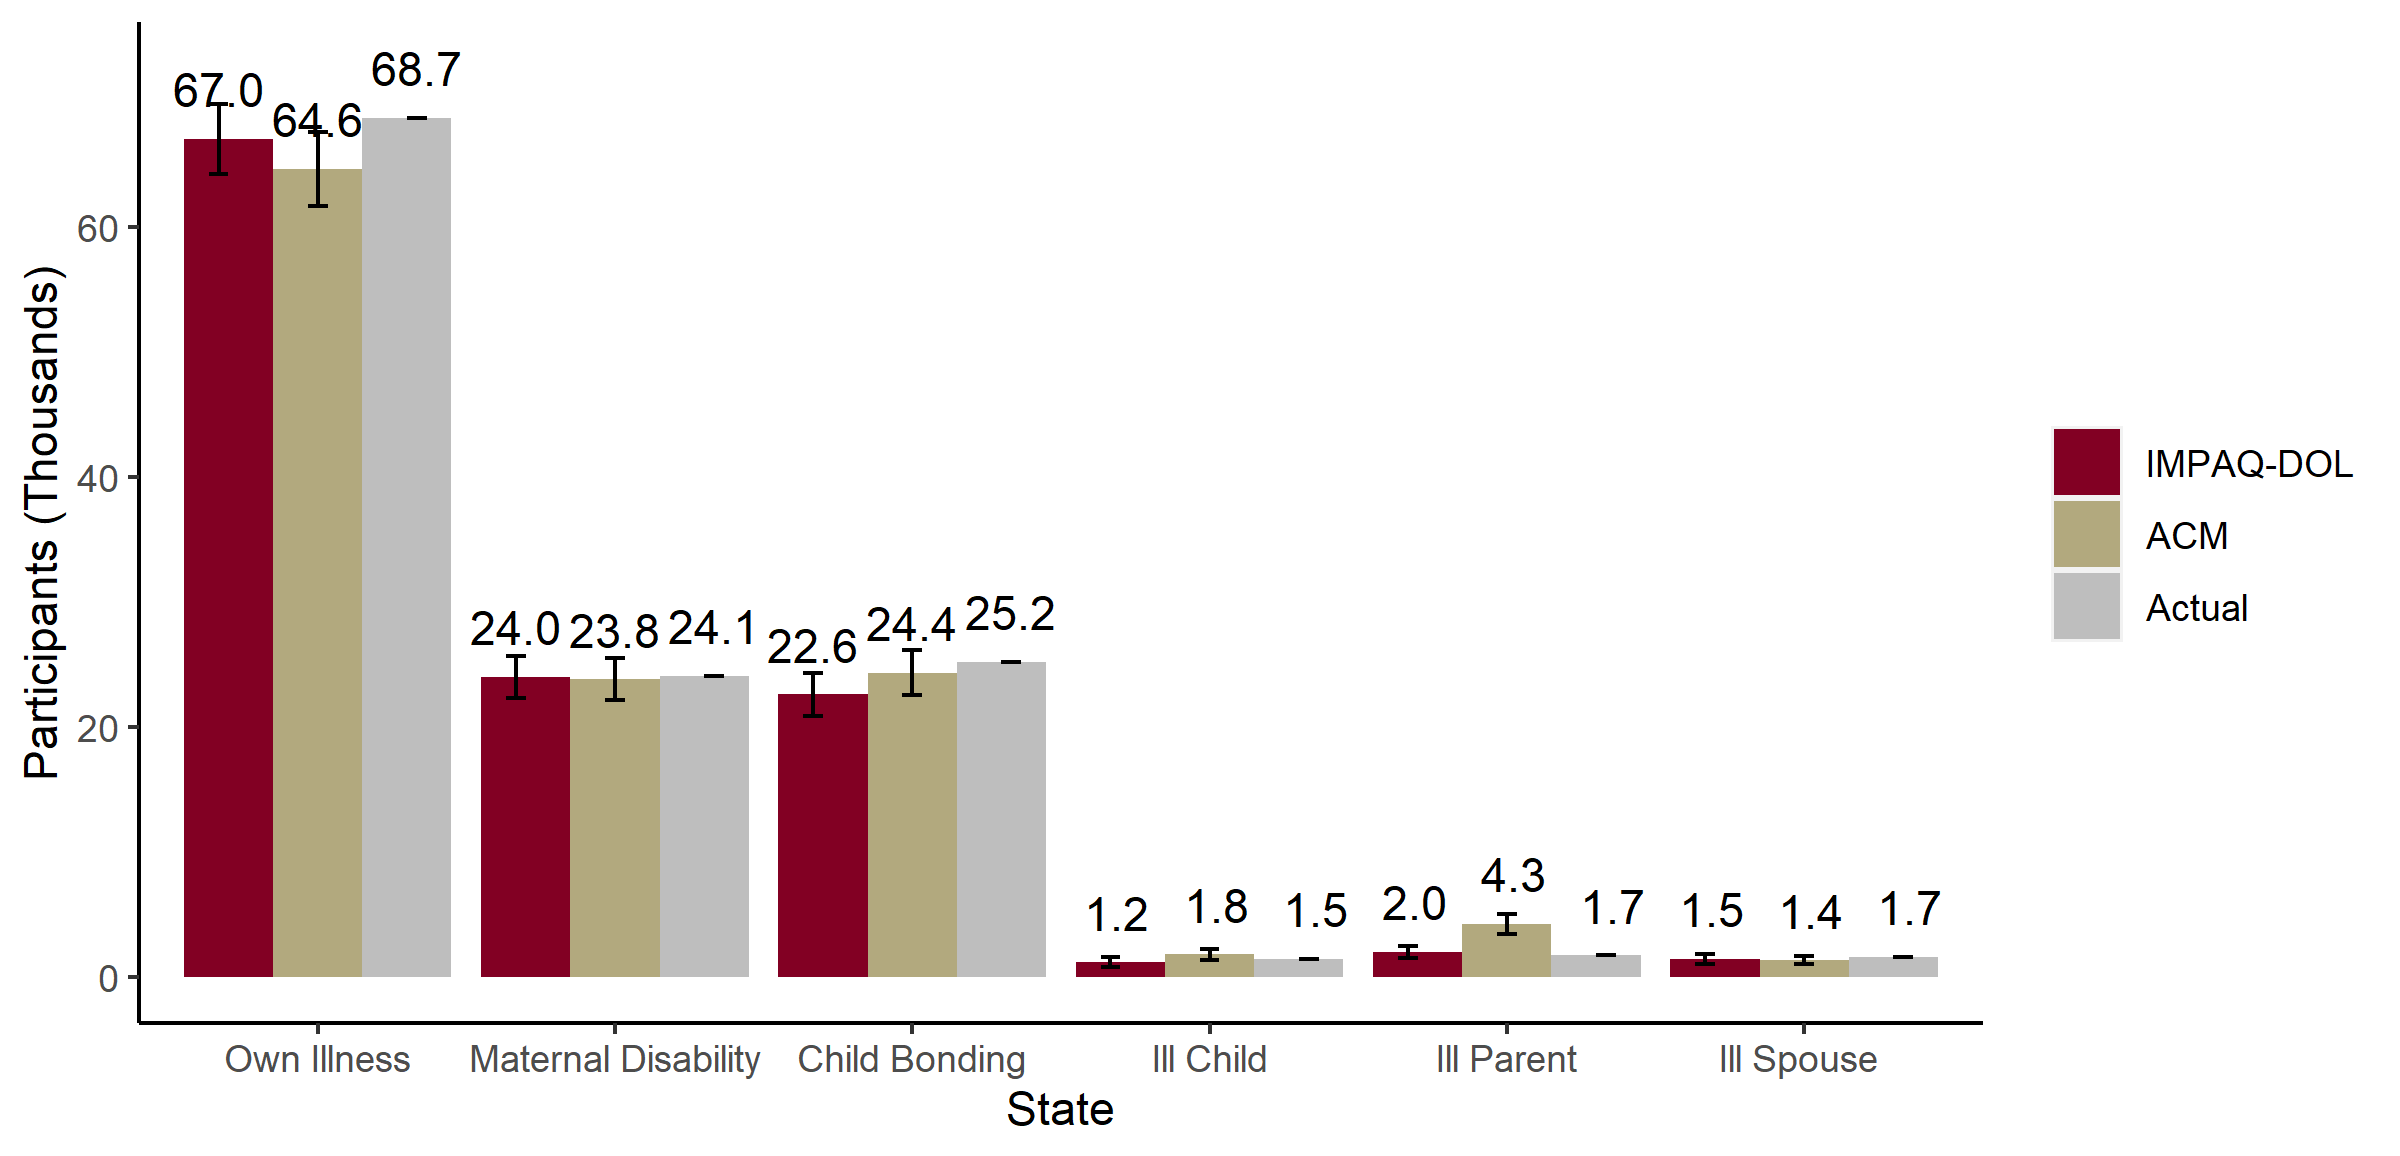 67.0
64.6
68.7
24.0
23.8
24.1
22.6
24.4
25.2
1.2
1.8
1.5
2.0
4.3
1.7
1.5
1.4
1.7
60
40
20
0
Participants (Thousands)
Own Illness
Maternal Disability
Child Bonding
Ill Child
Ill Parent
Ill Spouse
State
IMPAQ-DOL
ACM
Actual